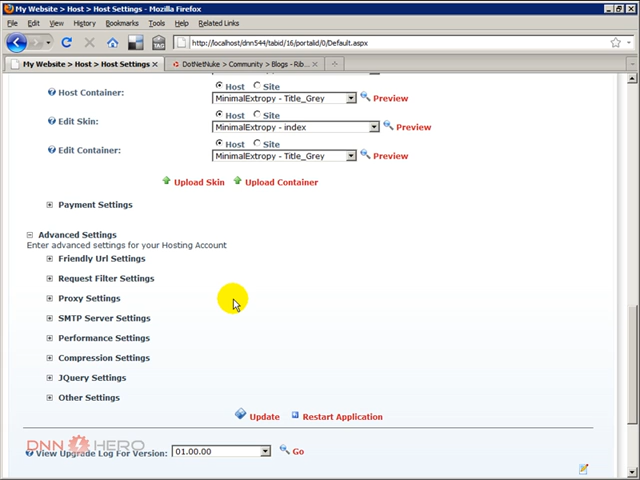 My Website > Host > Host Settings - Mozilla Firefox
File Edit View History Bookmarks Tools Help Related Links
TAG http://localhost/dnn544/tabid/16/portalid/0/Default.aspx
My Website > Host > Host Settings DotNetNuke > Community > Blogs - Rib...
Host Site
Host Container: MinimalExtropy - Title_Grey Preview
Host Site
Edit Skin: MinimalExtropy - index Preview
Host Site
Edit Container: MinimalExtropy - Title_Grey Preview
Upload Skin Upload Container
Payment Settings
Advanced Settings
Enter advanced settings for your Hosting Account
Friendly Url Settings
Request Filter Settings
Proxy Settings
SMTP Server Settings
Performance Settings
Compression Settings
JQuery Settings
Other Settings
Update Restart Application
DNN HERO
View Upgrade Log For Version: 01.00.00 Go